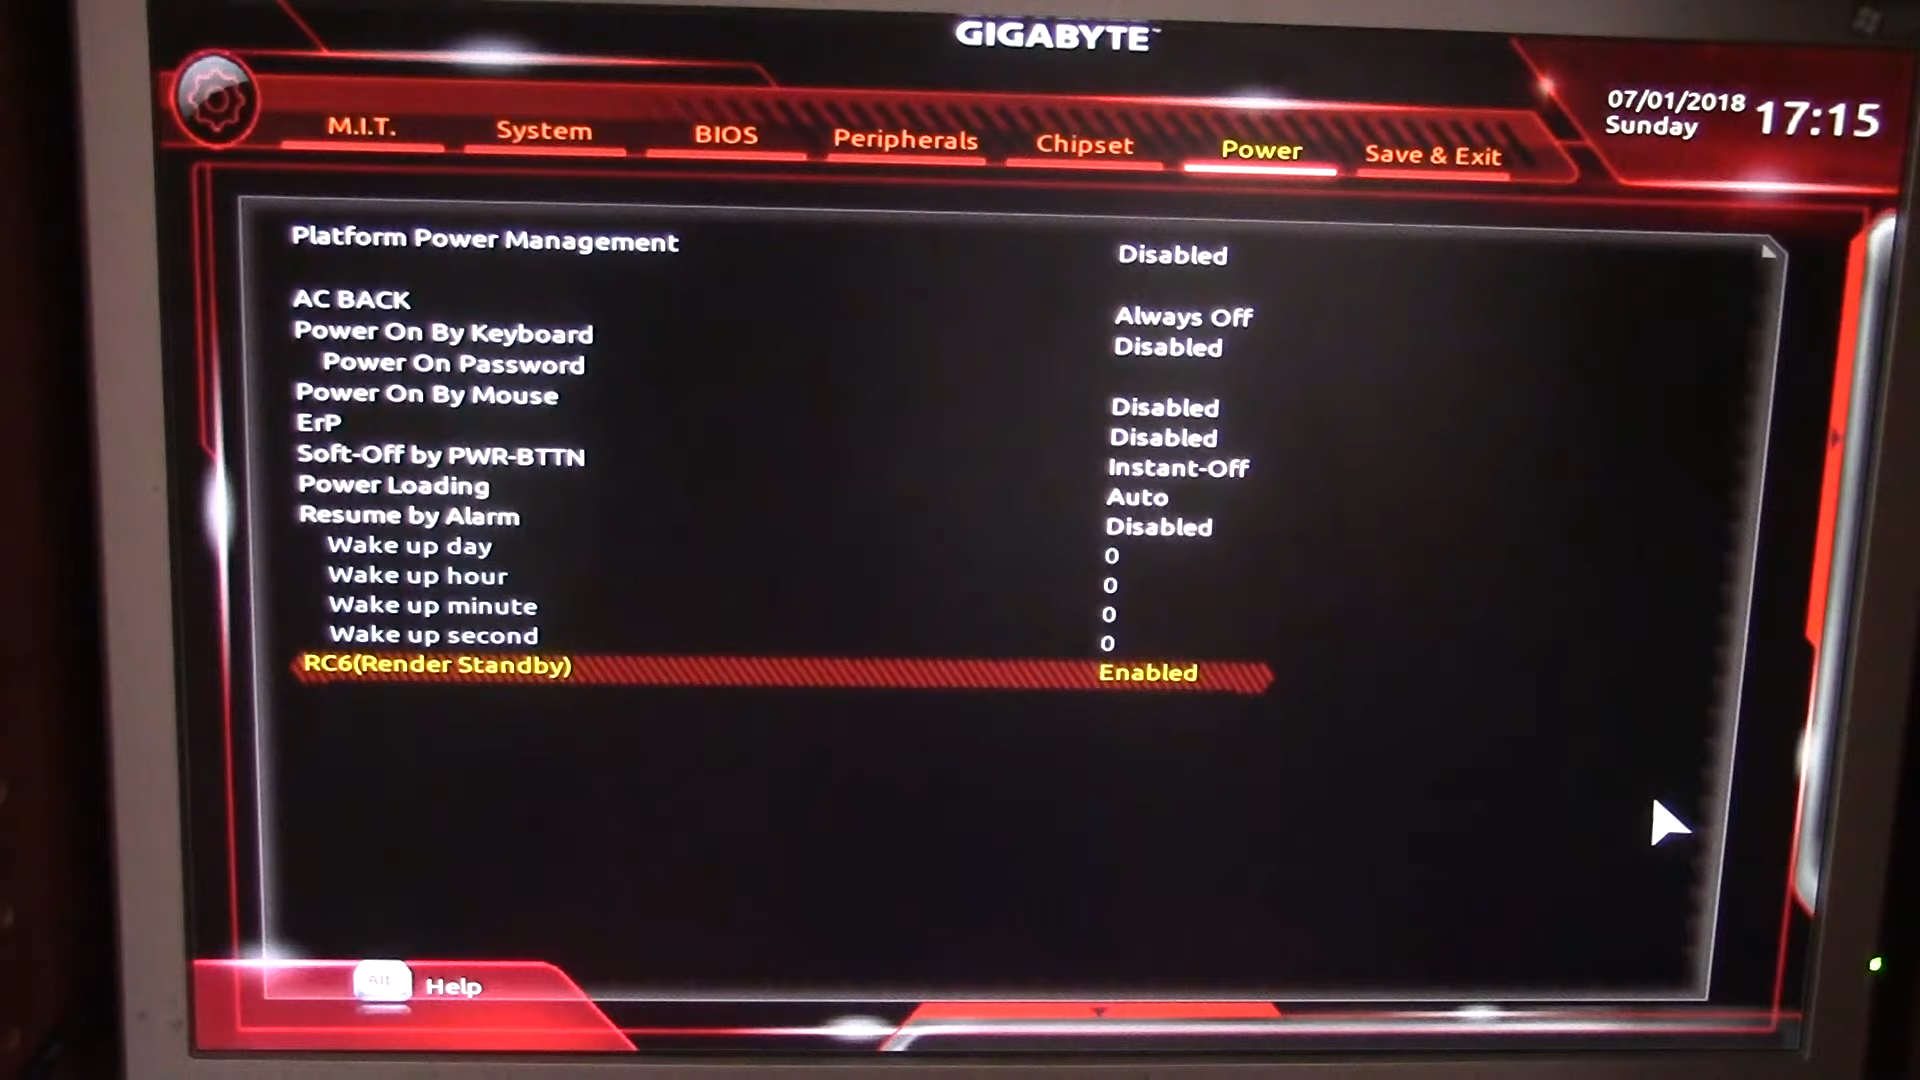 GIGABYTE™
M.I.T. System BIOS Peripherals Chipset Power Save & Exit
07/01/2018
Sunday
17:15
Platform Power Management Disabled
AC BACK Always Off
Power On By Keyboard Disabled
Power On Password
Power On By Mouse Disabled
ErP Disabled
Soft-Off by PWR-BTTN Instant-Off
Power Loading Auto
Resume by Alarm Disabled
Wake up day 0
Wake up hour 0
Wake up minute 0
Wake up second 0
RC6(Render Standby) Enabled
Alt Help